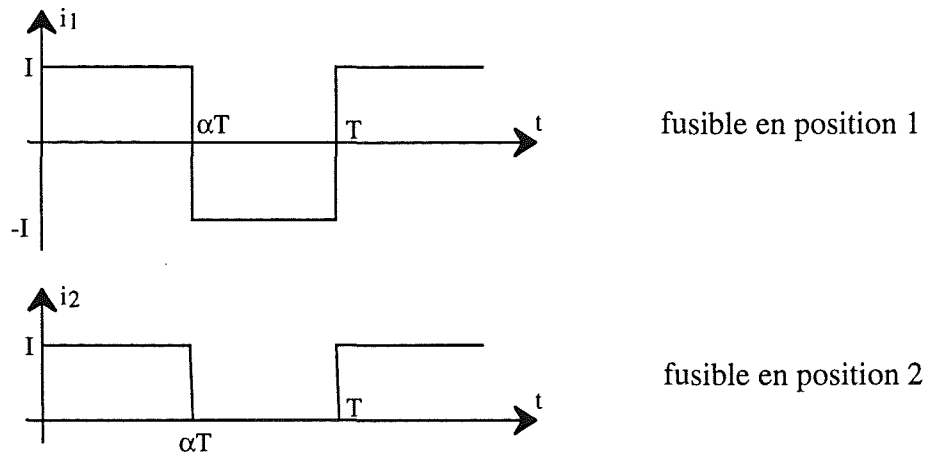 i1
I
αT
T
t
fusible en position 1
-I
i2
I
fusible en position 2
T
t
αT